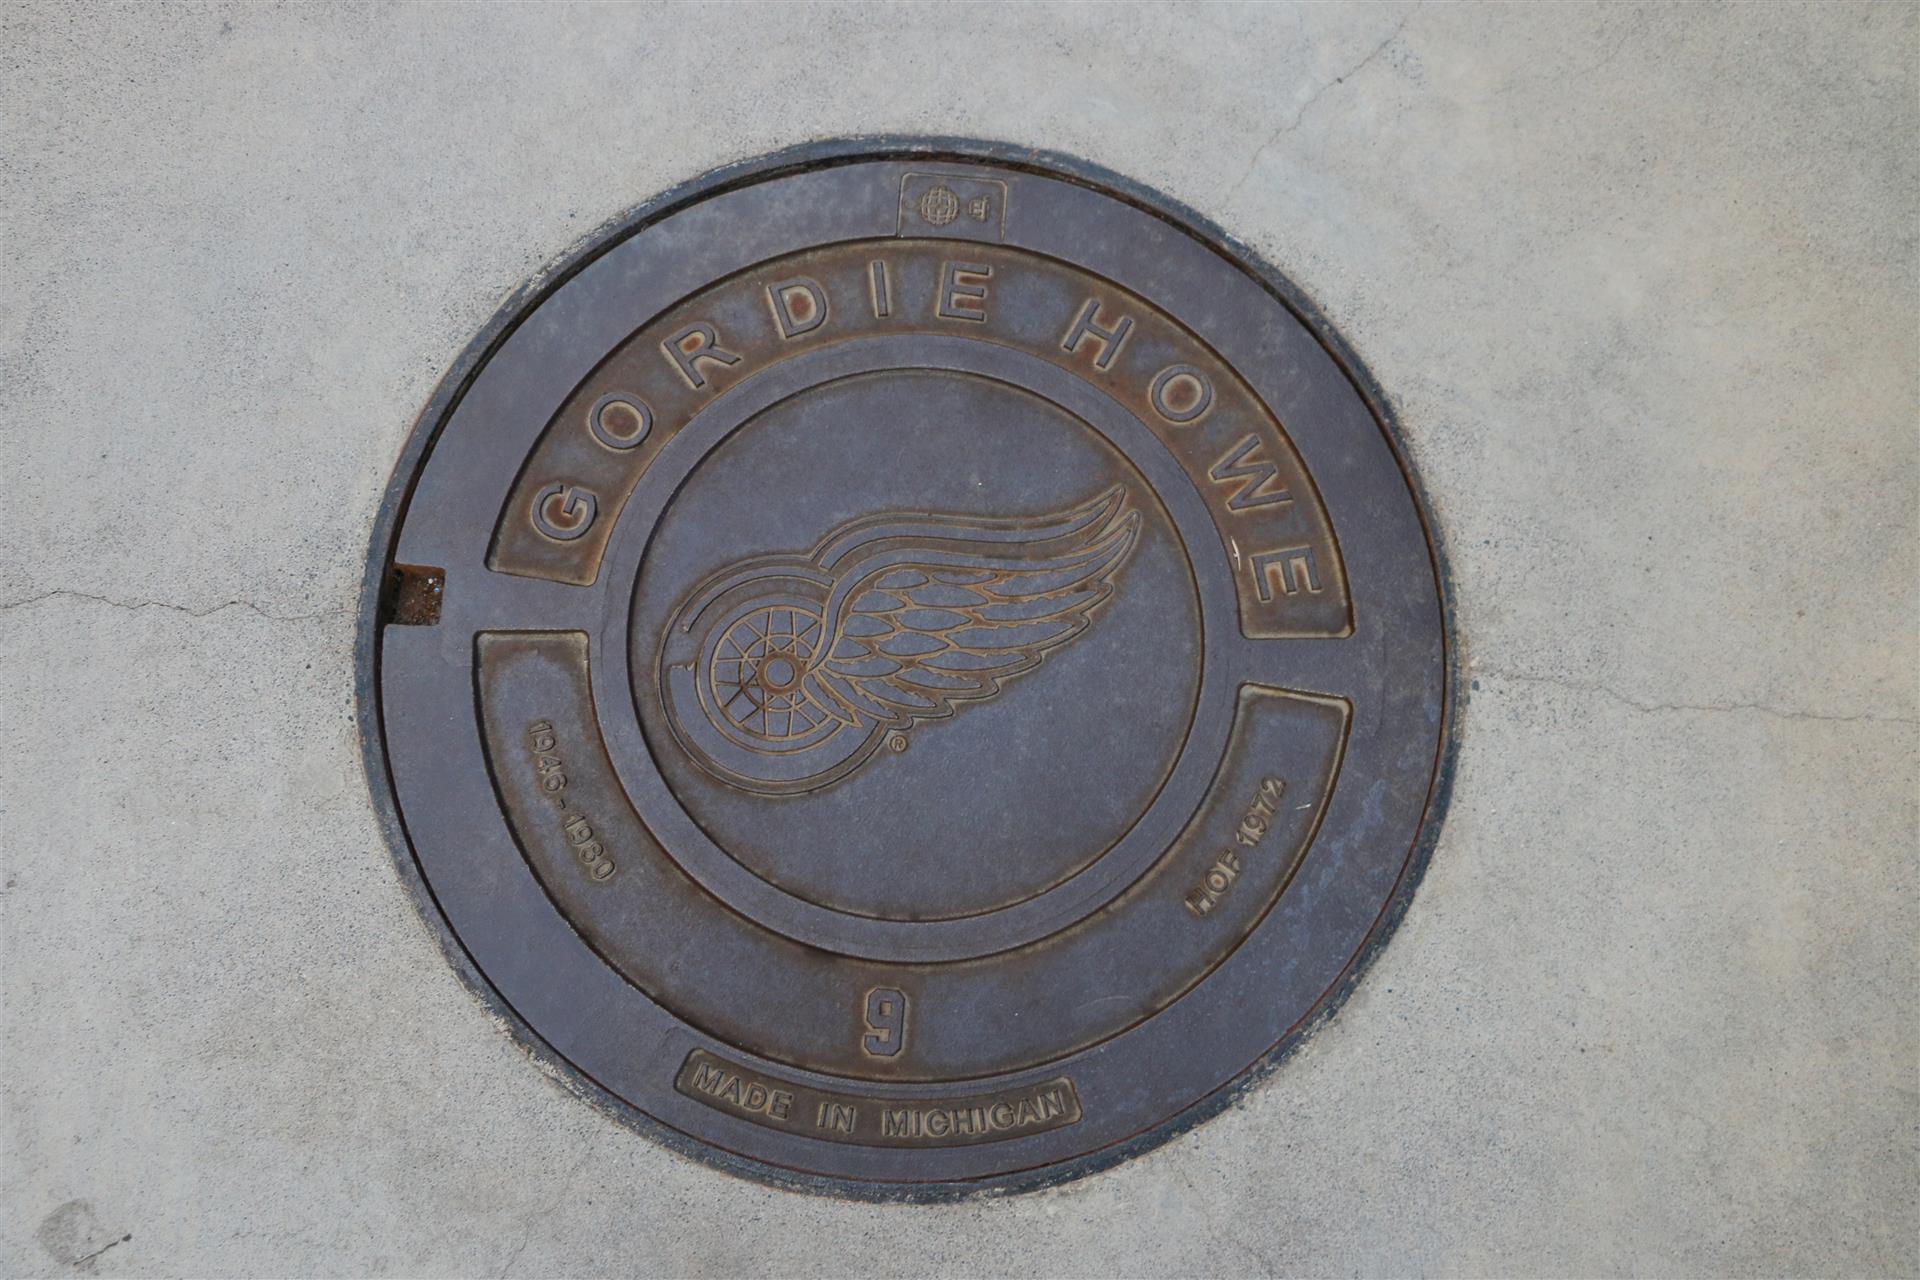 GORDIE HOWE
®
1946-1980
HOF 1972
9
MADE IN MICHIGAN